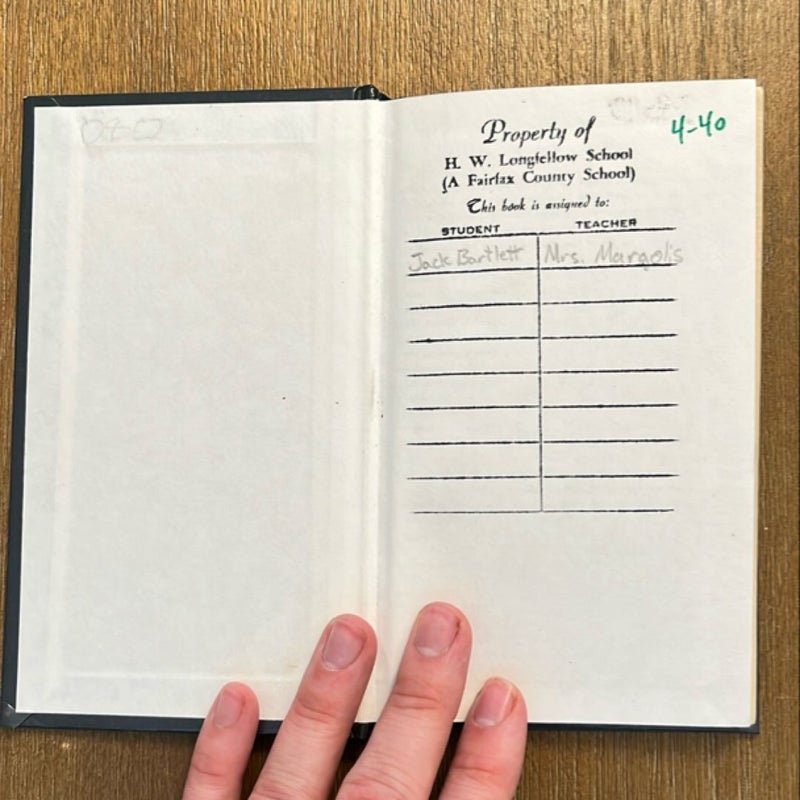 Property of
4-40
H. W. Longfellow School
(A Fairfax County School)
This book is assigned to:
STUDENT TEACHER
Jack Bartlett Mrs. Margolis